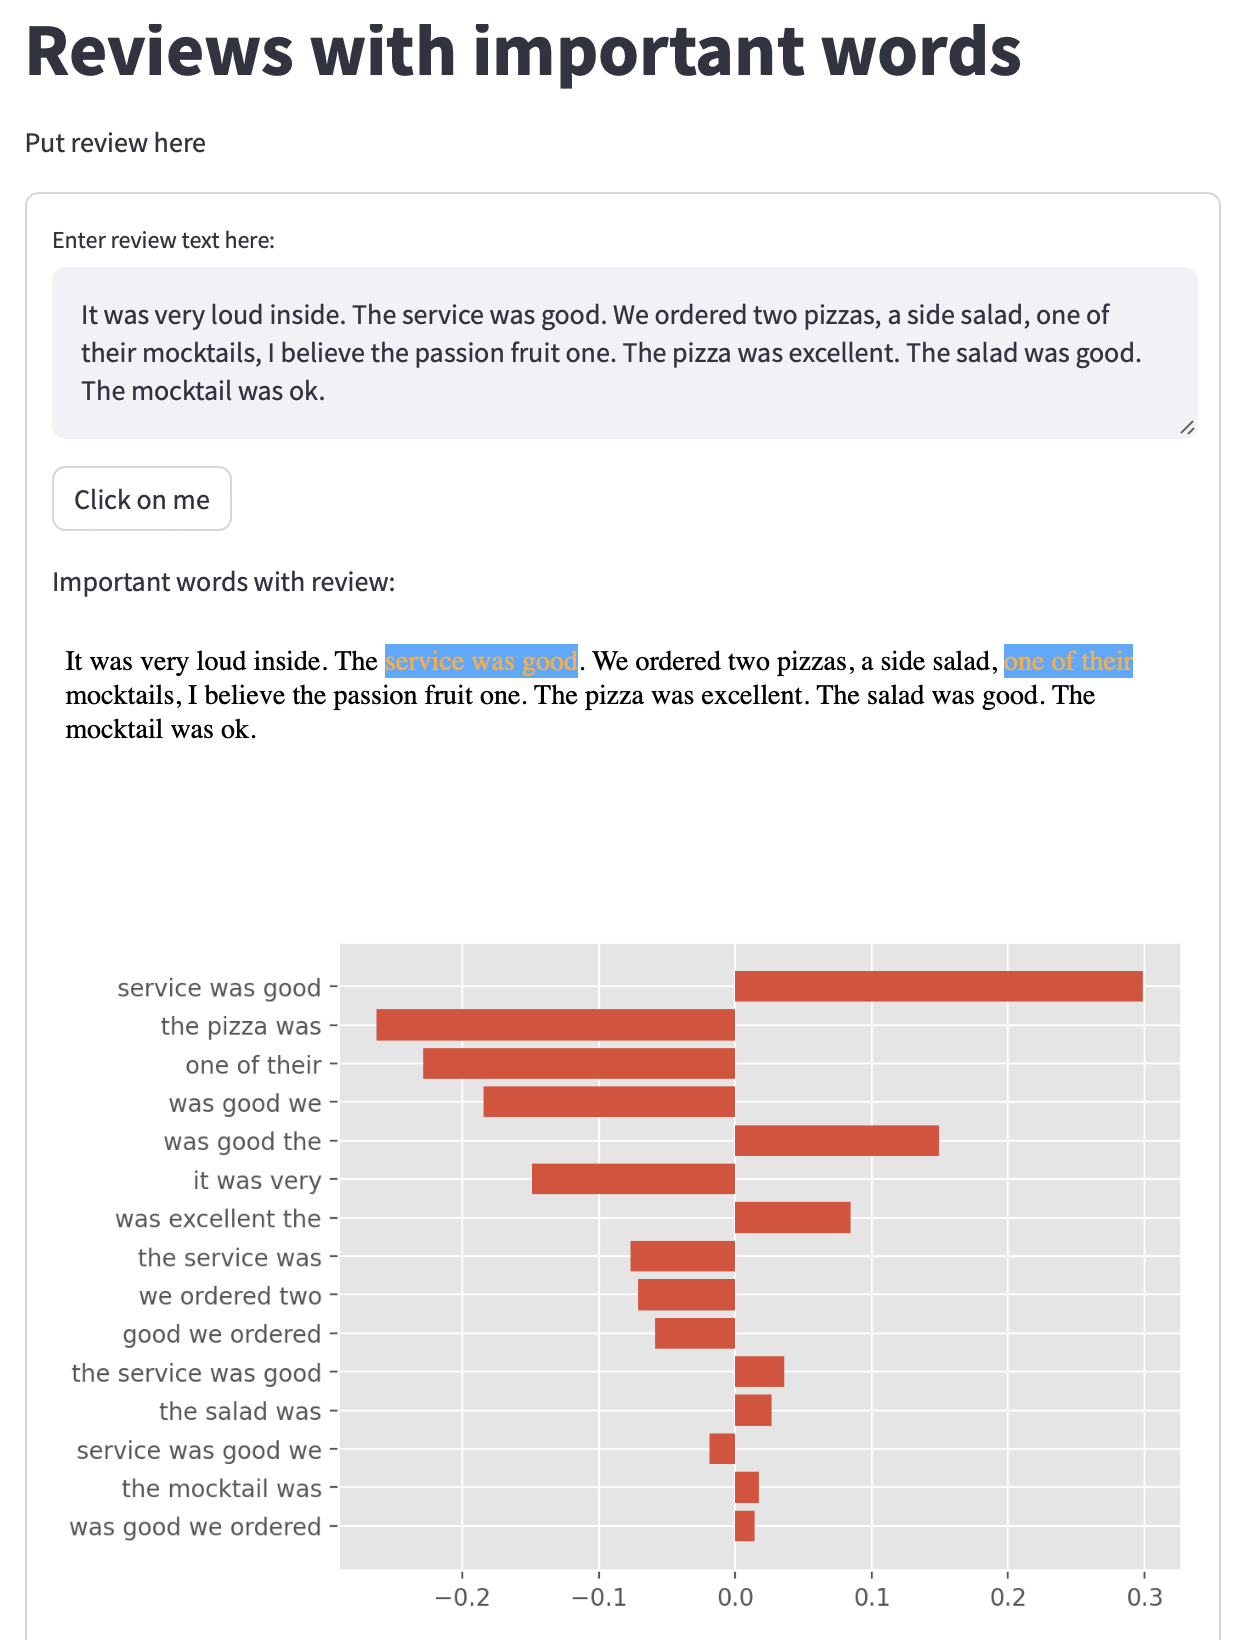 Reviews with important words
Put review here
Enter review text here:
It was very loud inside. The service was good. We ordered two pizzas, a side salad, one of
their mocktails, I believe the passion fruit one. The pizza was excellent. The salad was good.
The mocktail was ok.
Click on me
Important words with review:
It was very loud inside. The service was good. We ordered two pizzas, a side salad, one of their
mocktails, I believe the passion fruit one. The pizza was excellent. The salad was good. The
mocktail was ok.
service was good
the pizza was
one of their
was good we
was good the
it was very
was excellent the
the service was
we ordered two
good we ordered
the service was good
the salad was
service was good we
the mocktail was
was good we ordered
−0.2 −0.1 0.0 0.1 0.2 0.3